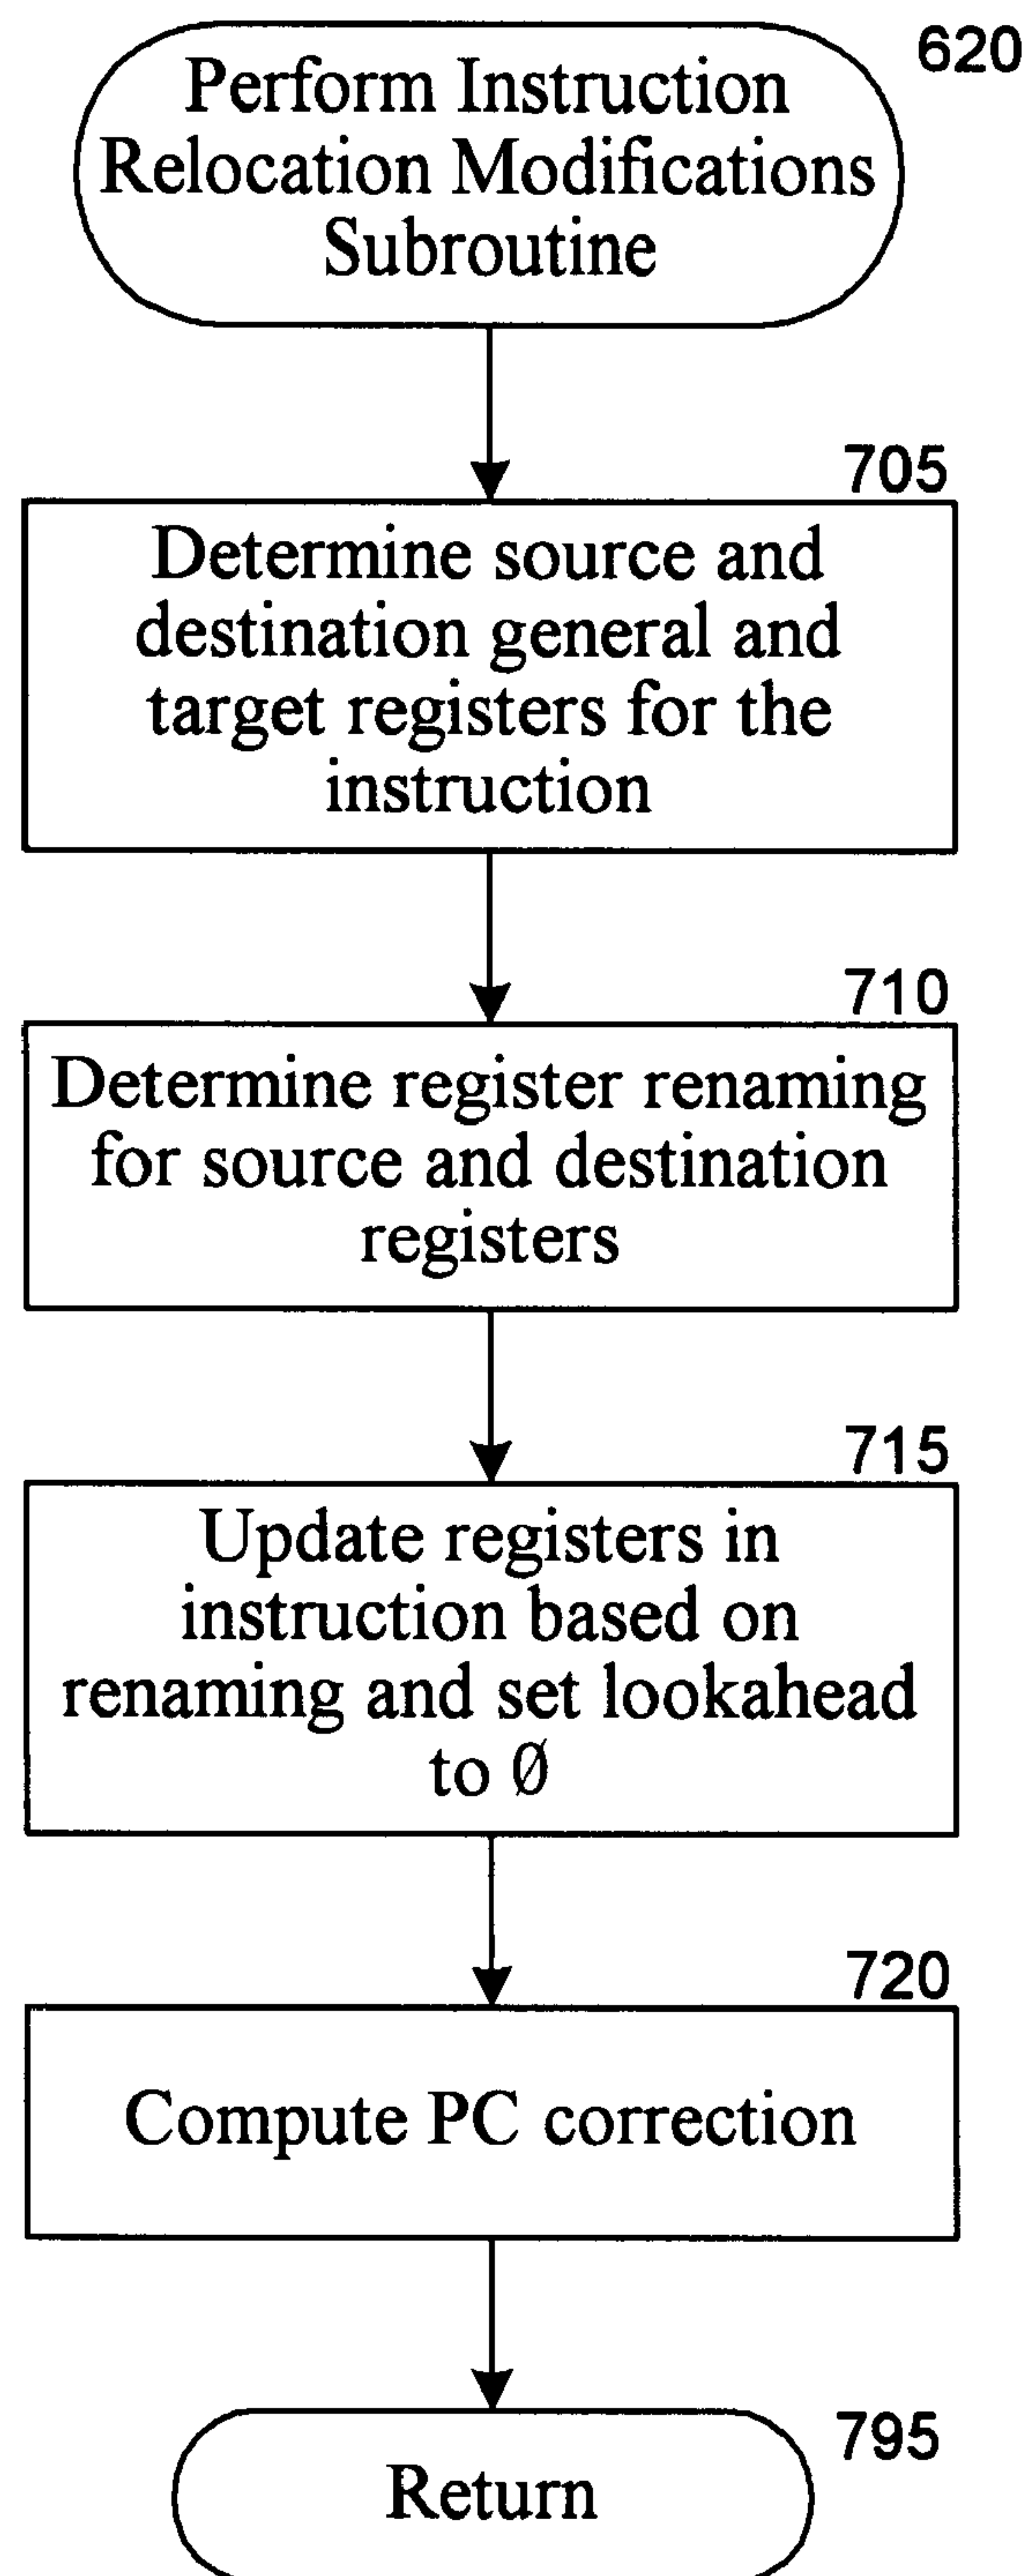 620
Perform Instruction
Relocation Modifications
Subroutine
705
Determine source and
destination general and
target registers for the
instruction
710
Determine register renaming
for source and destination
registers
715
Update registers in
instruction based on
renaming and set lookahead
to Ø
720
Compute PC correction
795
Return